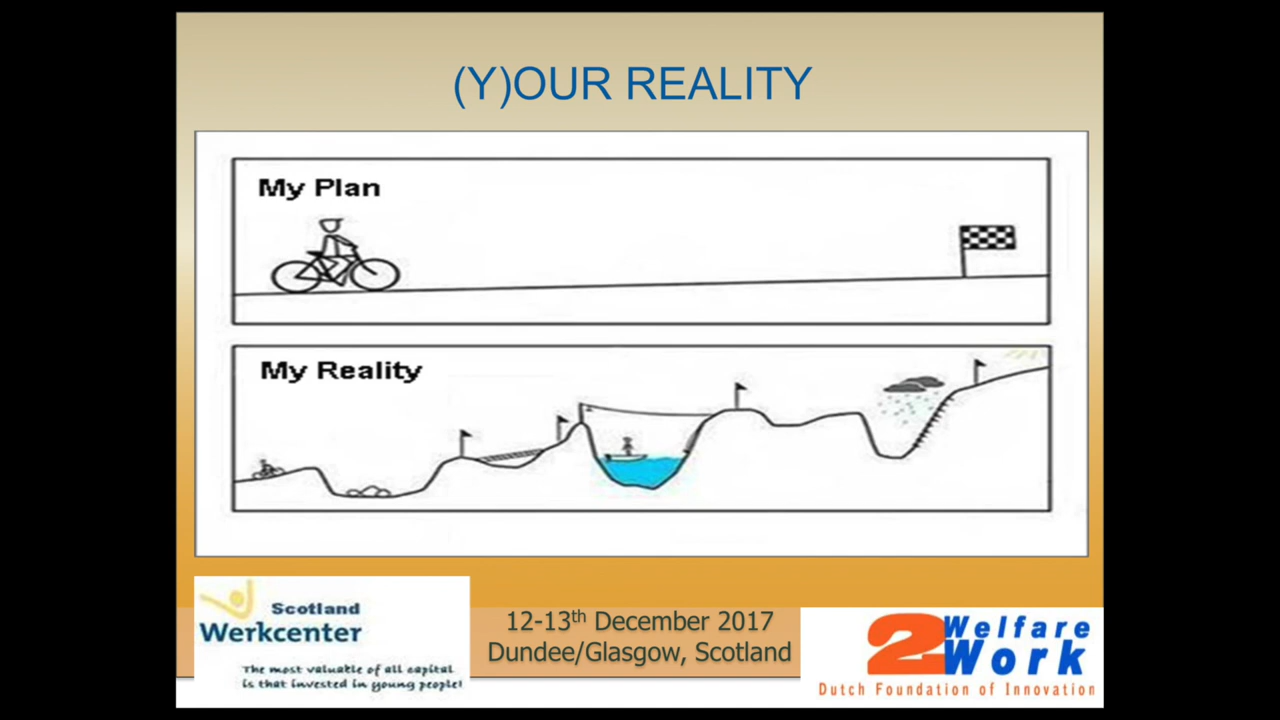 (Y)OUR REALITY
My Plan
My Reality
Scotland
Werkcenter
The most valuable of all capital
is that invested in young people!
12-13th December 2017
Dundee/Glasgow, Scotland
2 Welfare
Work
Dutch Foundation of Innovation